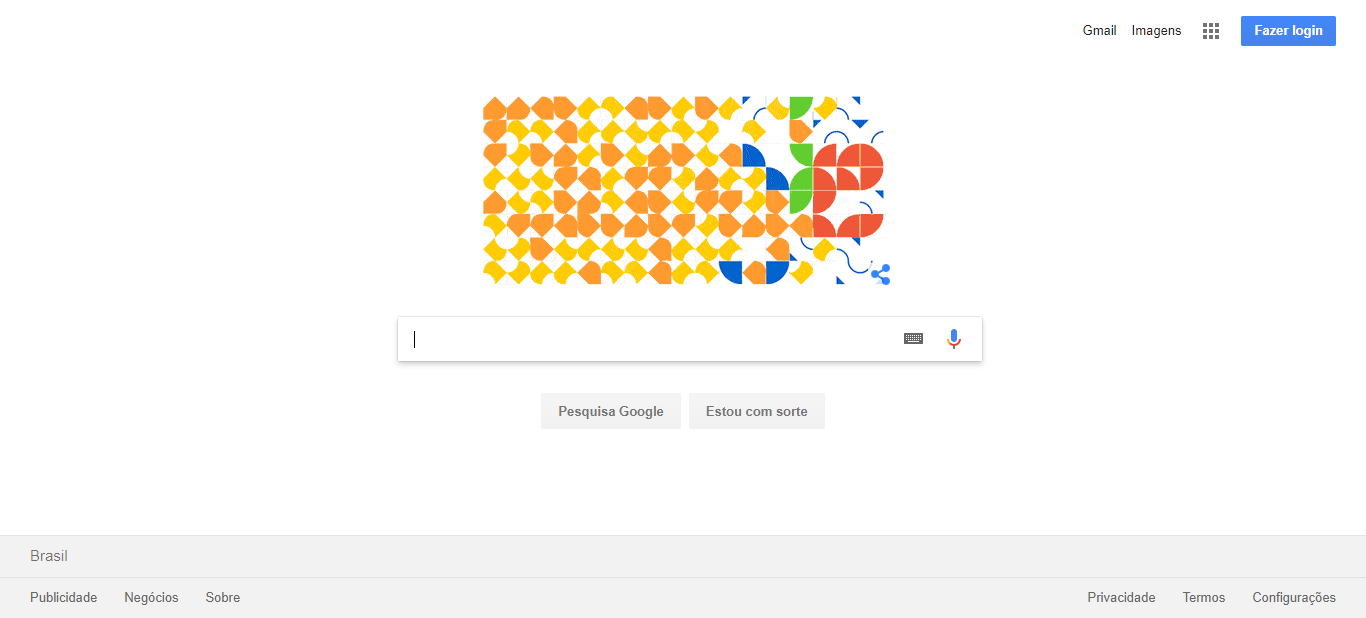 Gmail Imagens Fazer login
Pesquisa Google Estou com sorte
Brasil
Publicidade Negócios Sobre Privacidade Termos Configurações